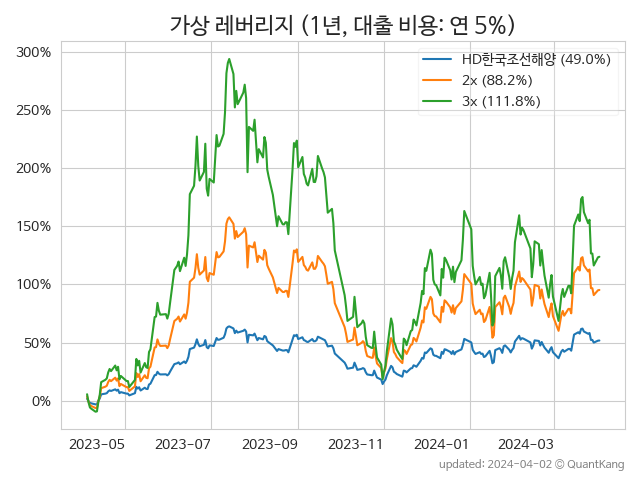 가상 레버리지 (1년, 대출 비용: 연 5%)
300%
250%
200%
150%
100%
50%
0%
HD한국조선해양 (49.0%)
2x (88.2%)
3x (111.8%)
2023-05 2023-07 2023-09 2023-11 2024-01 2024-03
updated: 2024-04-02 © QuantKang